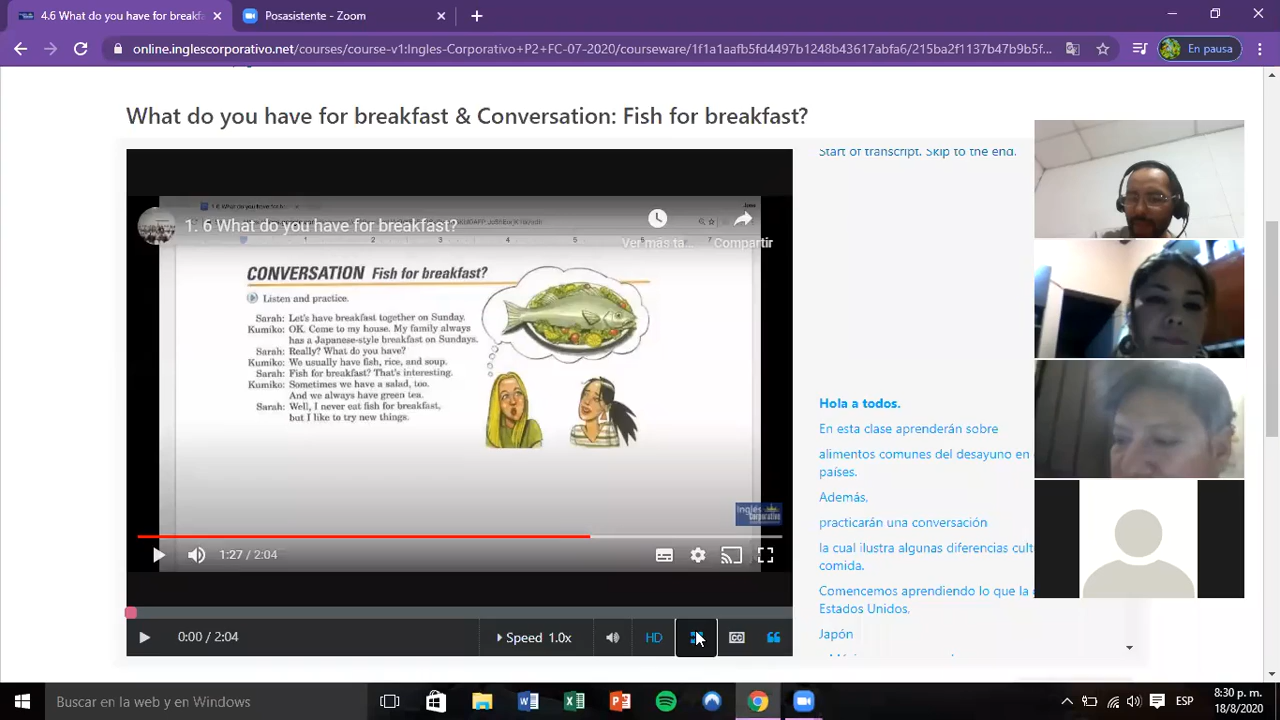 4.6 What do you have for breakf
Posasistente - Zoom
online.inglescorporativo.net/courses/course-v1:Ingles-Corporativo+P2+FC-07-2020/courseware/1f1a1aafb5fd4497b1248b43617abfa6/215ba2f1137b47b9b5f...
En pausa
What do you have for breakfast & Conversation: Fish for breakfast?
Start of transcript. Skip to the end.
1. 6 What do you have for breakfast?
Ver más ta...
Compartir
CONVERSATION Fish for breakfast?
Listen and practice.
Sarah: Let's have breakfast together on Sunday.
Kumiko: OK. Come to my house. My family always
has a Japanese-style breakfast on Sundays.
Sarah: Really? What do you have?
Kumiko: We usually have fish, rice, and soup.
Sarah: Fish for breakfast? That's interesting.
Kumiko: Sometimes we have a salad, too.
And we always have green tea.
Sarah: Well, I never eat fish for breakfast,
but I like to try new things.
Inglés
Corporativo
1:27 / 2:04
0:00 / 2:04
Speed 1.0x
HD
Hola a todos.
En esta clase aprenderán sobre
alimentos comunes del desayuno en
países.
Además,
practicarán una conversación
la cual ilustra algunas diferencias cult
comida.
Comencemos aprendiendo lo que la
Estados Unidos,
Japón
Buscar en la web y en Windows
ESP
8:30 p. m.
18/8/2020